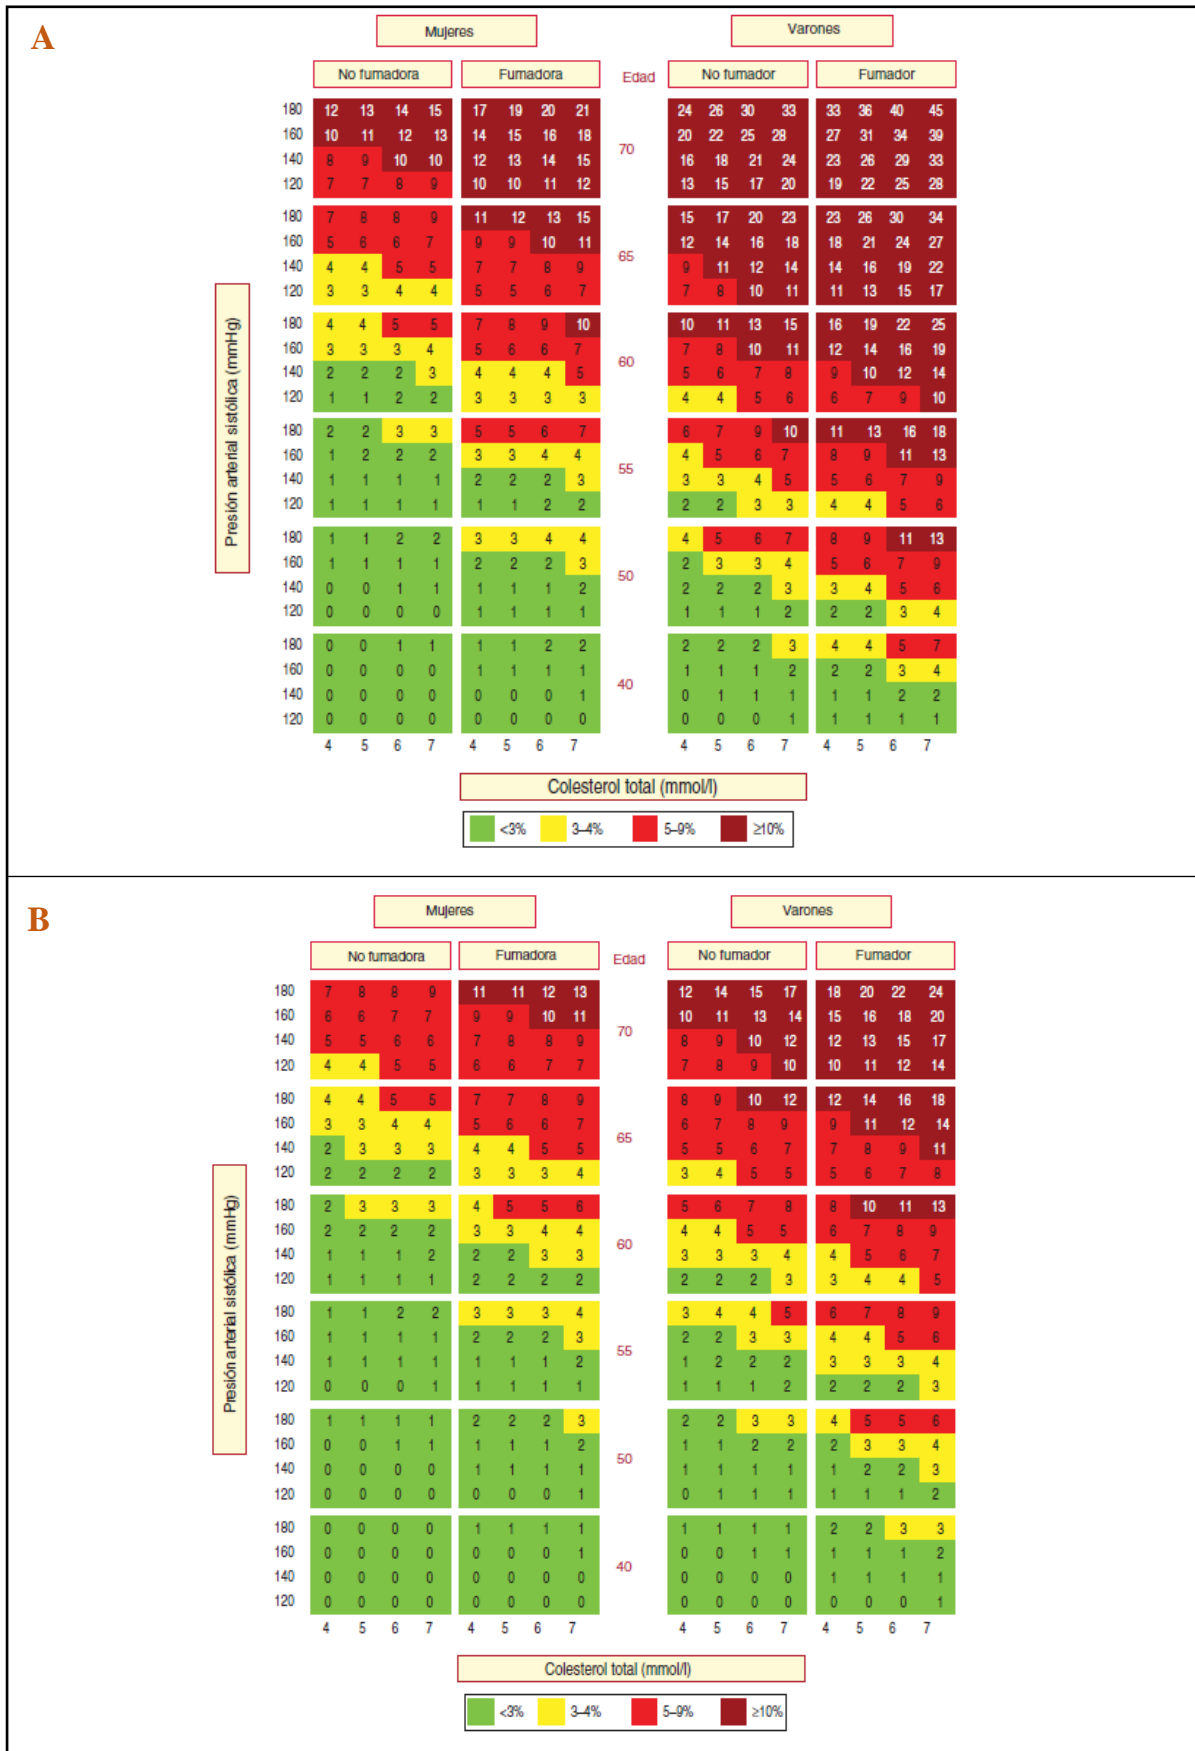 A
Mujeres Varones
No fumadora Fumadora Edad No fumador Fumador
180 12 13 14 15 17 19 20 21 24 26 30 33 33 36 40 45
160 10 11 12 13 14 15 16 18 20 22 25 28 27 31 34 39
70
140 8 9 10 10 12 13 14 15 16 18 21 24 23 26 29 33
120 7 7 8 9 10 10 11 12 13 15 17 20 19 22 25 28
180 7 8 8 9 11 12 13 15 15 17 20 23 23 26 30 34
160 5 6 6 7 9 9 10 11 12 14 16 18 18 21 24 27
65
140 4 4 5 5 7 7 8 9 9 11 12 14 14 16 19 22
120 3 3 4 4 5 5 6 7 7 8 10 11 11 13 15 17
180 4 4 5 5 7 8 9 10 10 11 13 15 16 19 22 25
160 3 3 3 4 5 6 6 7 7 8 10 11 12 14 16 19
60
140 2 2 2 3 4 4 4 5 5 6 7 8 9 10 12 14
120 1 1 2 2 3 3 3 3 4 4 5 6 6 7 9 10
180 2 2 3 3 5 5 6 7 6 7 9 10 11 13 16 18
160 1 2 2 2 3 3 4 4 4 5 6 7 8 9 11 13
55
140 1 1 1 1 2 2 2 3 3 3 4 5 5 6 7 9
120 1 1 1 1 1 1 2 2 2 2 3 3 4 4 5 6
180 1 1 2 2 3 3 4 4 4 5 6 7 8 9 11 13
160 1 1 1 1 2 2 2 3 2 3 3 4 5 6 7 9
50
140 0 0 1 1 1 1 1 2 2 2 2 3 3 4 5 6
120 0 0 0 0 1 1 1 1 1 1 1 2 2 2 3 4
180 0 0 1 1 1 1 2 2 2 2 2 3 4 4 5 7
160 0 0 0 0 1 1 1 1 1 1 1 2 2 2 3 4
40
140 0 0 0 0 0 0 0 1 0 1 1 1 1 1 2 2
120 0 0 0 0 0 0 0 0 0 0 0 1 1 1 1 1
4 5 6 7 4 5 6 7 4 5 6 7 4 5 6 7
Presión arterial sistólica (mmHg)
Colesterol total (mmol/l)
<3% 3–4% 5–9% ≥10%
B
Mujeres Varones
No fumadora Fumadora Edad No fumador Fumador
180 7 8 8 9 11 11 12 13 12 14 15 17 18 20 22 24
160 6 6 7 7 9 9 10 11 10 11 13 14 15 16 18 20
70
140 5 5 6 6 7 8 8 9 8 9 10 12 12 13 15 17
120 4 4 5 5 6 6 7 7 7 8 9 10 10 11 12 14
180 4 4 5 5 7 7 8 9 8 9 10 12 12 14 16 18
160 3 3 4 4 5 6 6 7 6 7 8 9 9 11 12 14
65
140 2 3 3 3 4 4 5 5 5 5 6 7 7 8 9 11
120 2 2 2 2 3 3 3 4 3 4 5 5 5 6 7 8
180 2 3 3 3 4 5 5 6 5 6 7 8 8 10 11 13
160 2 2 2 2 3 3 4 4 4 4 5 5 6 7 8 9
60
140 1 1 1 2 2 2 3 3 3 3 3 4 4 5 6 7
120 1 1 1 1 2 2 2 2 2 2 2 3 3 4 4 5
180 1 1 2 2 3 3 3 4 3 4 4 5 6 7 8 9
160 1 1 1 1 2 2 2 3 2 2 3 3 4 4 5 6
55
140 1 1 1 1 1 1 1 2 1 2 2 2 3 3 3 4
120 0 0 0 1 1 1 1 1 1 1 1 2 2 2 2 3
180 1 1 1 1 2 2 2 3 2 2 3 3 4 5 5 6
160 0 0 1 1 1 1 1 2 1 1 2 2 2 3 3 4
50
140 0 0 0 0 1 1 1 1 1 1 1 1 1 2 2 3
120 0 0 0 0 0 0 0 1 0 1 1 1 1 1 1 2
180 0 0 0 0 1 1 1 1 1 1 1 1 2 2 3 3
160 0 0 0 0 0 0 0 1 0 0 1 1 1 1 1 2
40
140 0 0 0 0 0 0 0 0 0 0 0 0 1 1 1 1
120 0 0 0 0 0 0 0 0 0 0 0 0 0 0 0 1
4 5 6 7 4 5 6 7 4 5 6 7 4 5 6 7
Presión arterial sistólica (mmHg)
Colesterol total (mmol/l)
<3% 3–4% 5–9% ≥10%